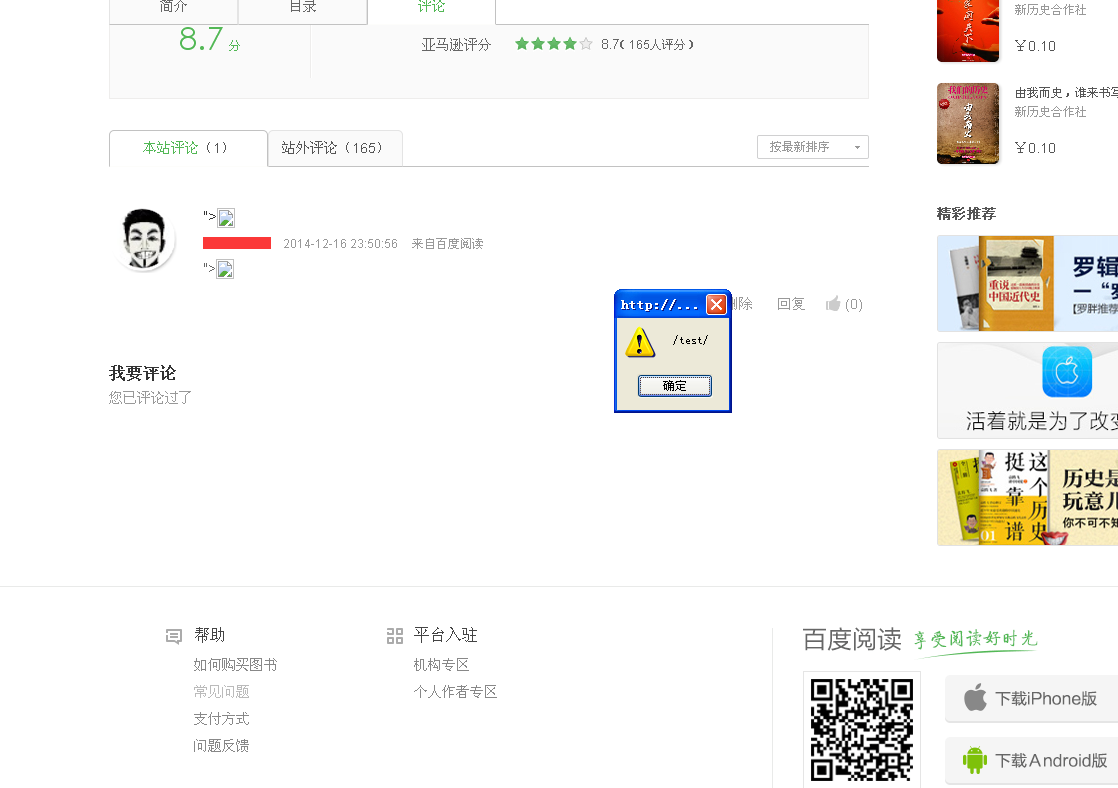 简介
目录
评论
8.7 分
亚马逊评分
8.7( 165人评分 )
本站评论（1）
站外评论（165）
按最新排序
">
2014-12-16 23:50:56
来自百度阅读
">
删除
回复
(0)
http://...
/test/
确定
我要评论
您已评论过了
新历史合作社
￥0.10
我们的历史
由我而史，谁来书写
新历史合作社
￥0.10
精彩推荐
重说
中国近代史
罗辑
一“罗
【罗胖推荐
活着就是为了改变
这个历史挺靠谱
01
历史是
玩意儿
你不可不知
帮助
如何购买图书
常见问题
支付方式
问题反馈
平台入驻
机构专区
个人作者专区
百度阅读
享受阅读好时光
下载iPhone版
下载Android版